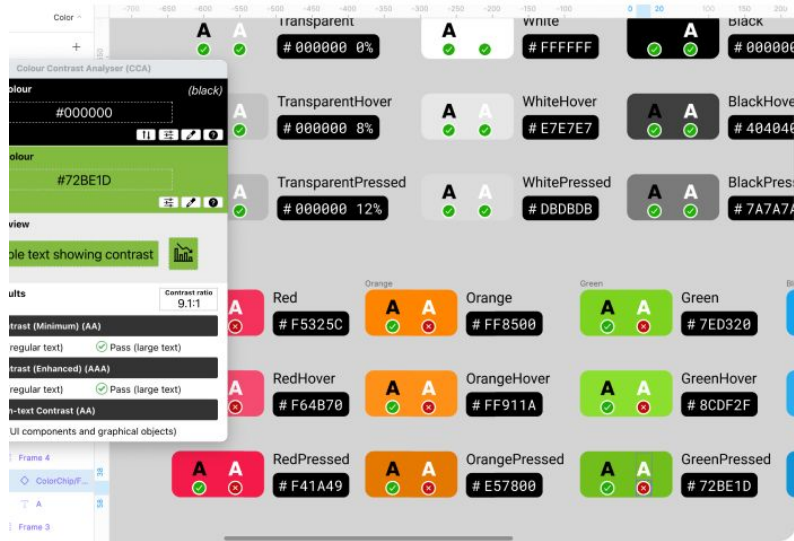 Color
-700 -650 -600 -550 -500 -450 -400 -350 -300 -250 -200 -150 -100 0 20 100 150 200
A A
Transparent
# 000000 0%
A A
White
# FFFFFF
A
Black
# 000000
Colour Contrast Analyser (CCA)
olour
(black)
#000000
olour
#72BE1D
view
ple text showing contrast
ults
Contrast ratio
9.1:1
trast (Minimum) (AA)
regular text)
Pass (large text)
trast (Enhanced) (AAA)
regular text)
Pass (large text)
n-text Contrast (AA)
UI components and graphical objects)
A
TransparentHover
# 000000 8%
A A
WhiteHover
# E7E7E7
A A
BlackHove
# 404040
A
TransparentPressed
# 000000 12%
A A
WhitePressed
# DBDBDB
A A
BlackPress
# 7A7A7A
Orange
Green
A
Red
# F5325C
A A
Orange
# FF8500
A A
Green
# 7ED320
A
RedHover
# F64B70
A A
OrangeHover
# FF911A
A A
GreenHover
# 8CDF2F
A A
RedPressed
# F41A49
A A
OrangePressed
# E57800
A A
GreenPressed
# 72BE1D
Frame 4
ColorChip/F...
A
Frame 3
38
58